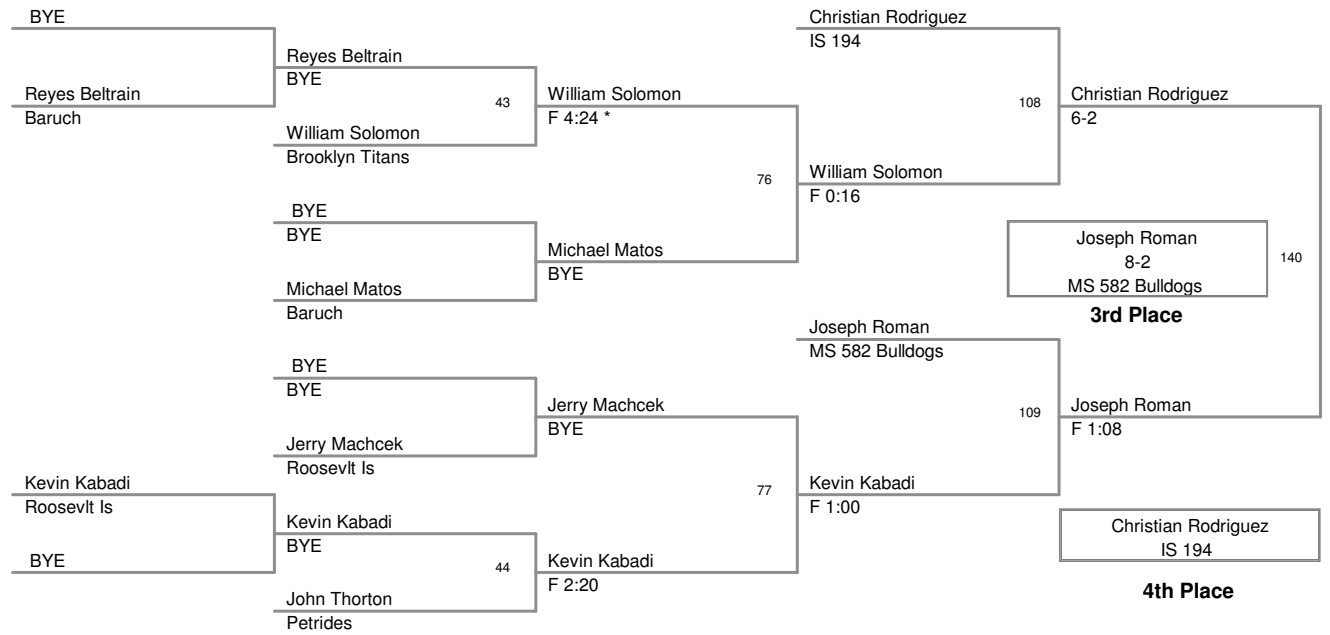 BYE
Reyes Beltrain
Baruch
Reyes Beltrain
BYE
43
William Solomon
Brooklyn Titans
William Solomon
F 4:24 *
BYE
BYE
Michael Matos
Baruch
Michael Matos
BYE
76
Christian Rodriguez
IS 194
William Solomon
F 0:16
108
Christian Rodriguez
6-2
Joseph Roman
8-2
MS 582 Bulldogs
3rd Place
140
BYE
BYE
Jerry Machcek
Roosevlt Is
Jerry Machcek
BYE
Kevin Kabadi
Roosevlt Is
BYE
Kevin Kabadi
BYE
44
John Thorton
Petrides
Kevin Kabadi
F 2:20
77
Joseph Roman
MS 582 Bulldogs
Kevin Kabadi
F 1:00
109
Joseph Roman
F 1:08
Christian Rodriguez
IS 194
4th Place